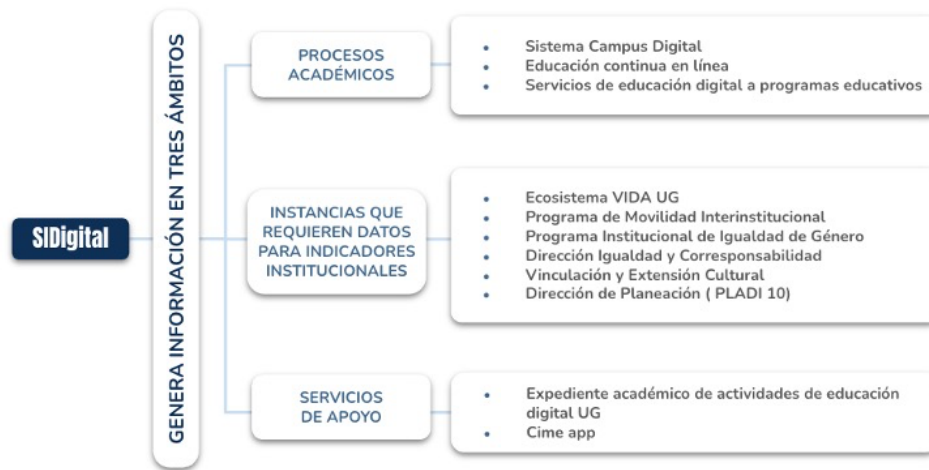 SIDigital
GENERA INFORMACIÓN EN TRES ÁMBITOS
PROCESOS
ACADÉMICOS
• Sistema Campus Digital
• Educación continua en línea
• Servicios de educación digital a programas educativos
INSTANCIAS QUE
REQUIEREN DATOS
PARA INDICADORES
INSTITUCIONALES
• Ecosistema VIDA UG
• Programa de Movilidad Interinstitucional
• Programa Institucional de Igualdad de Género
• Dirección Igualdad y Corresponsabilidad
• Vinculación y Extensión Cultural
• Dirección de Planeación ( PLADI 10)
SERVICIOS
DE APOYO
• Expediente académico de actividades de educación
digital UG
• Cime app